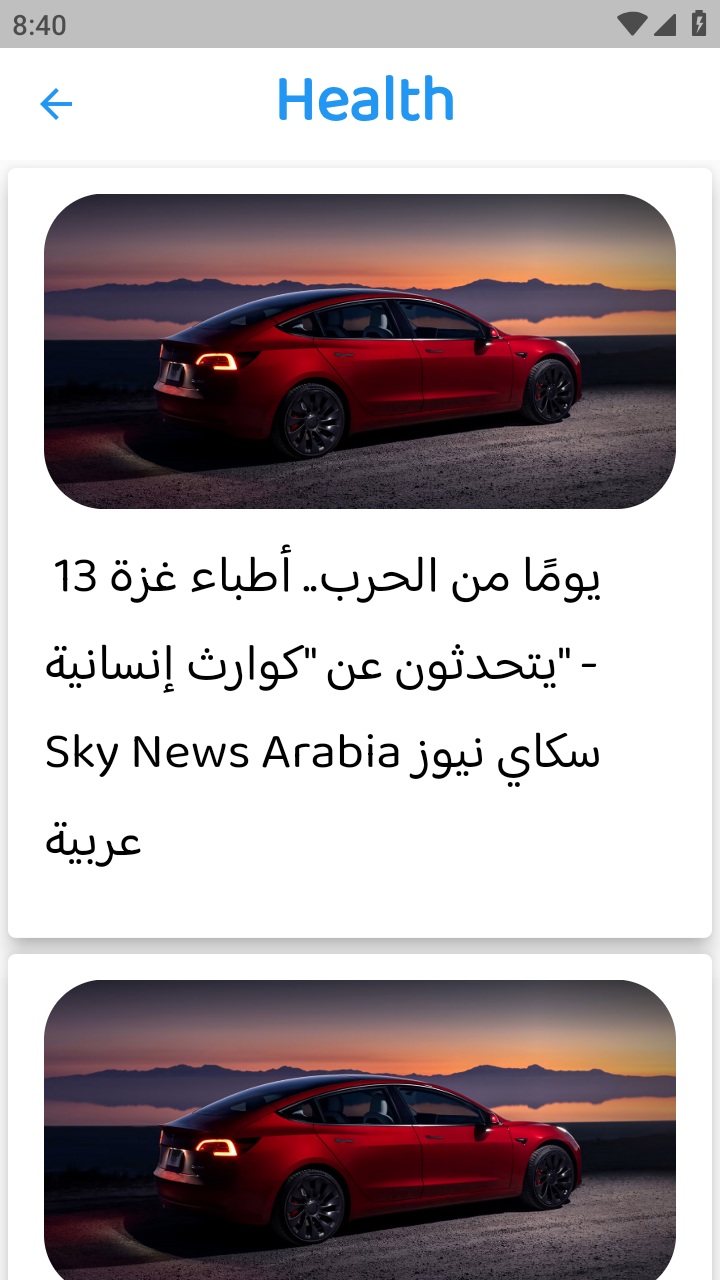 8:40
Health
13 يومًا من الحرب.. أطباء غزة
يتحدثون عن "كوارث إنسانية" -
Sky News Arabia سكاي نيوز
عربية